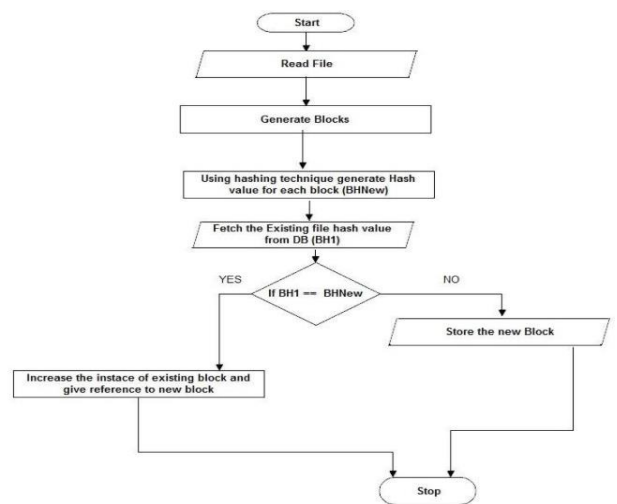 Start
Read File
Generate Blocks
Using hashing technique generate Hash
value for each block (BHNew)
Fetch the Existing file hash value
from DB (BH1)
YES
NO
If BH1 == BHNew
Store the new Block
Increase the instace of existing block and
give reference to new block
Stop